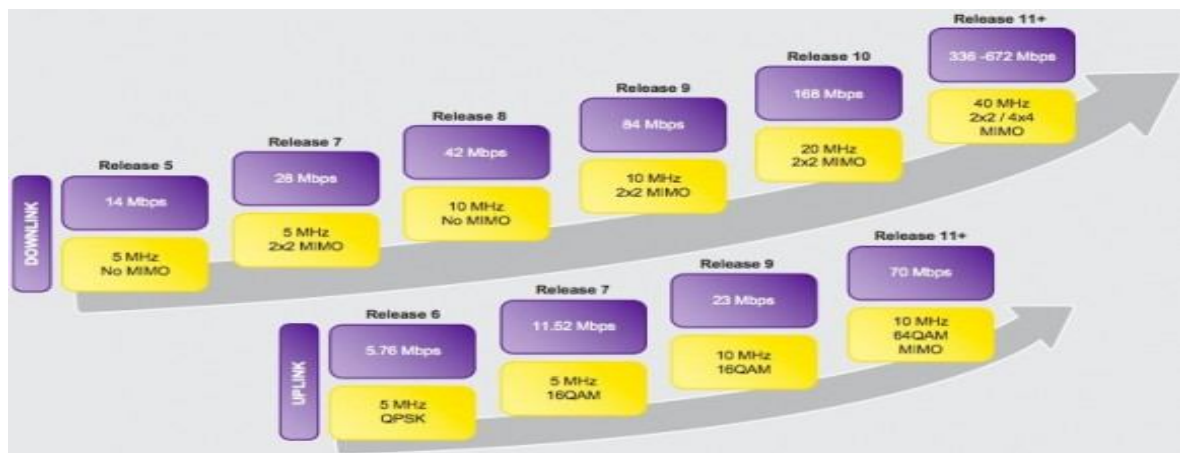 DOWNLINK
Release 5
14 Mbps
5 MHz
No MIMO
Release 7
28 Mbps
5 MHz
2x2 MIMO
Release 8
42 Mbps
10 MHz
No MIMO
Release 9
84 Mbps
10 MHz
2x2 MIMO
Release 10
168 Mbps
20 MHz
2x2 MIMO
Release 11+
336 -672 Mbps
40 MHz
2x2 / 4x4
MIMO
UPLINK
Release 6
5.76 Mbps
5 MHz
QPSK
Release 7
11.52 Mbps
5 MHz
16QAM
Release 9
23 Mbps
10 MHz
16QAM
Release 11+
70 Mbps
10 MHz
64QAM
MIMO